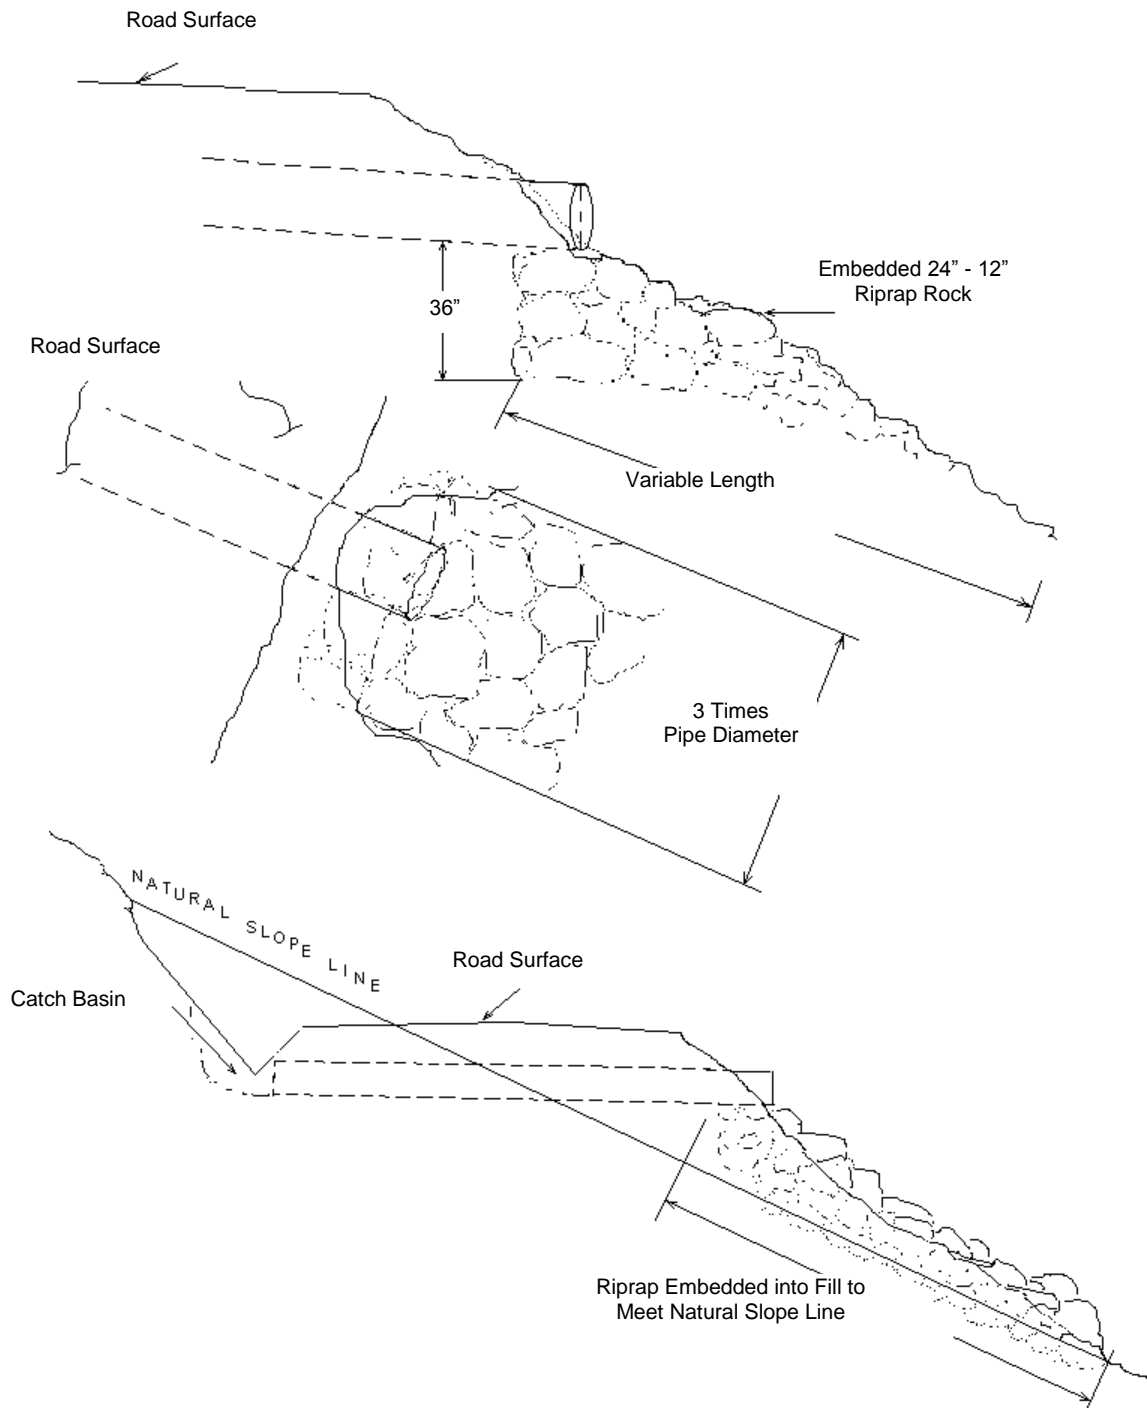 Road Surface
Embedded 24” - 12”
Riprap Rock
36”
Road Surface
Variable Length
3 Times
Pipe Diameter
NATURAL SLOPE LINE
Road Surface
Catch Basin
Riprap Embedded into Fill to
Meet Natural Slope Line